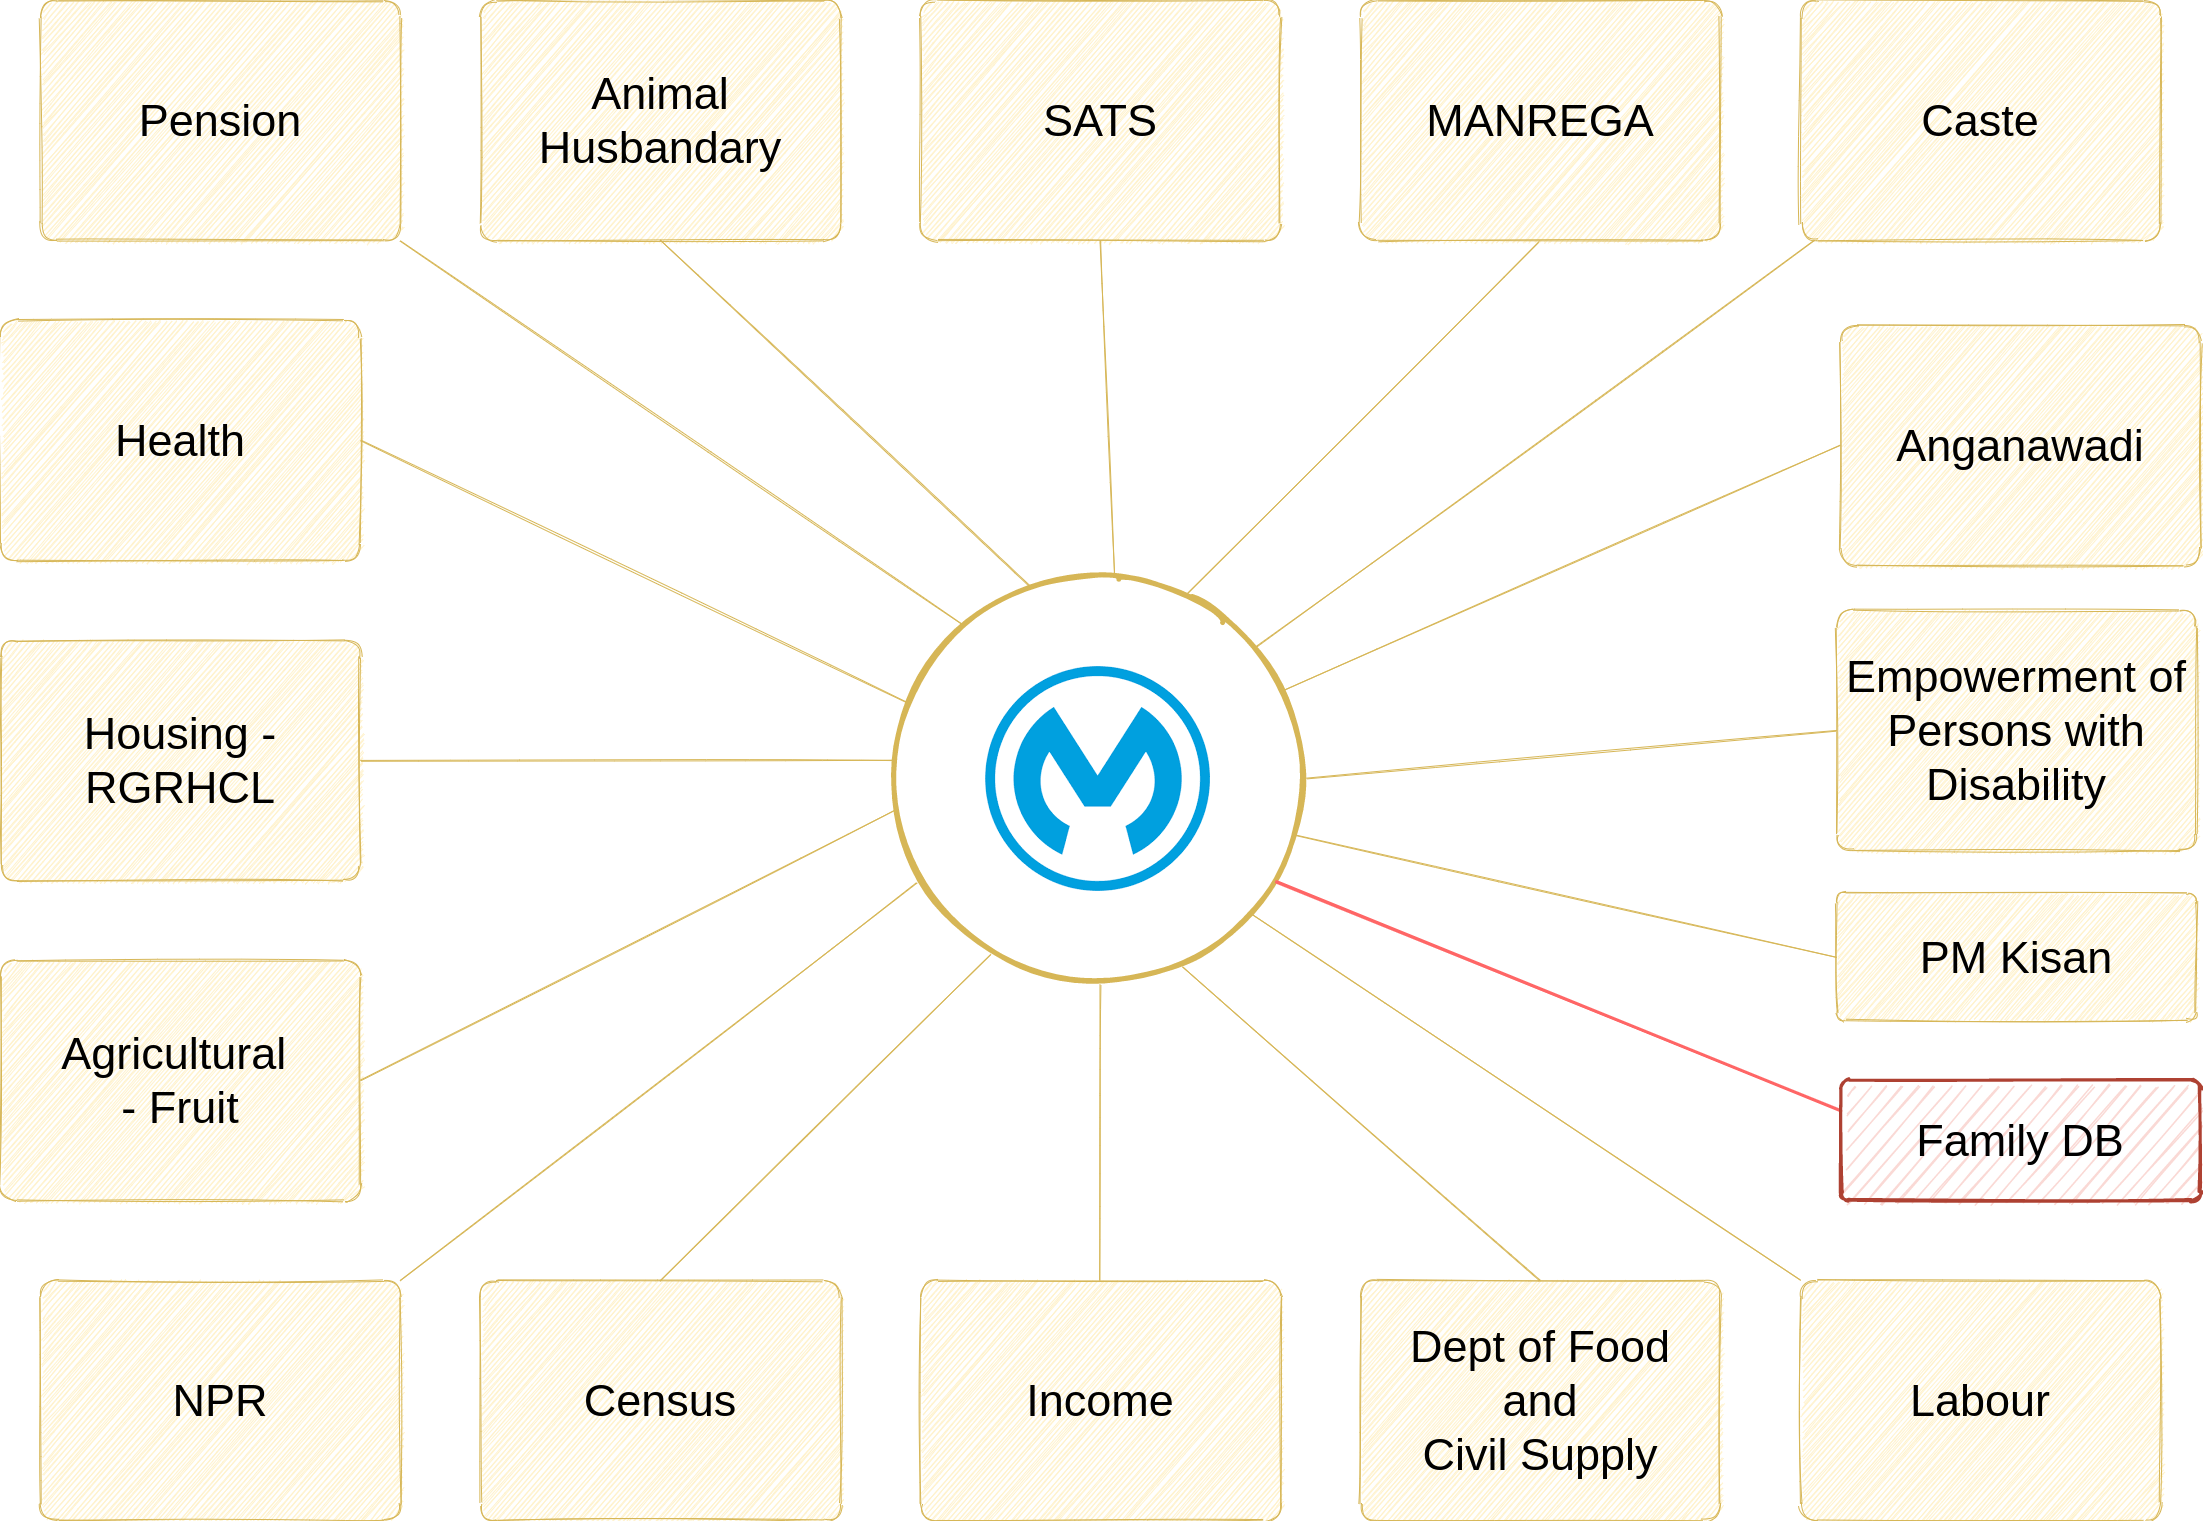 Pension
Animal
Husbandary
SATS
MANREGA
Caste
Health
Anganawadi
Housing -
RGRHCL
Empowerment of
Persons with
Disability
PM Kisan
Agricultural
- Fruit
Family DB
NPR
Census
Income
Dept of Food
and
Civil Supply
Labour